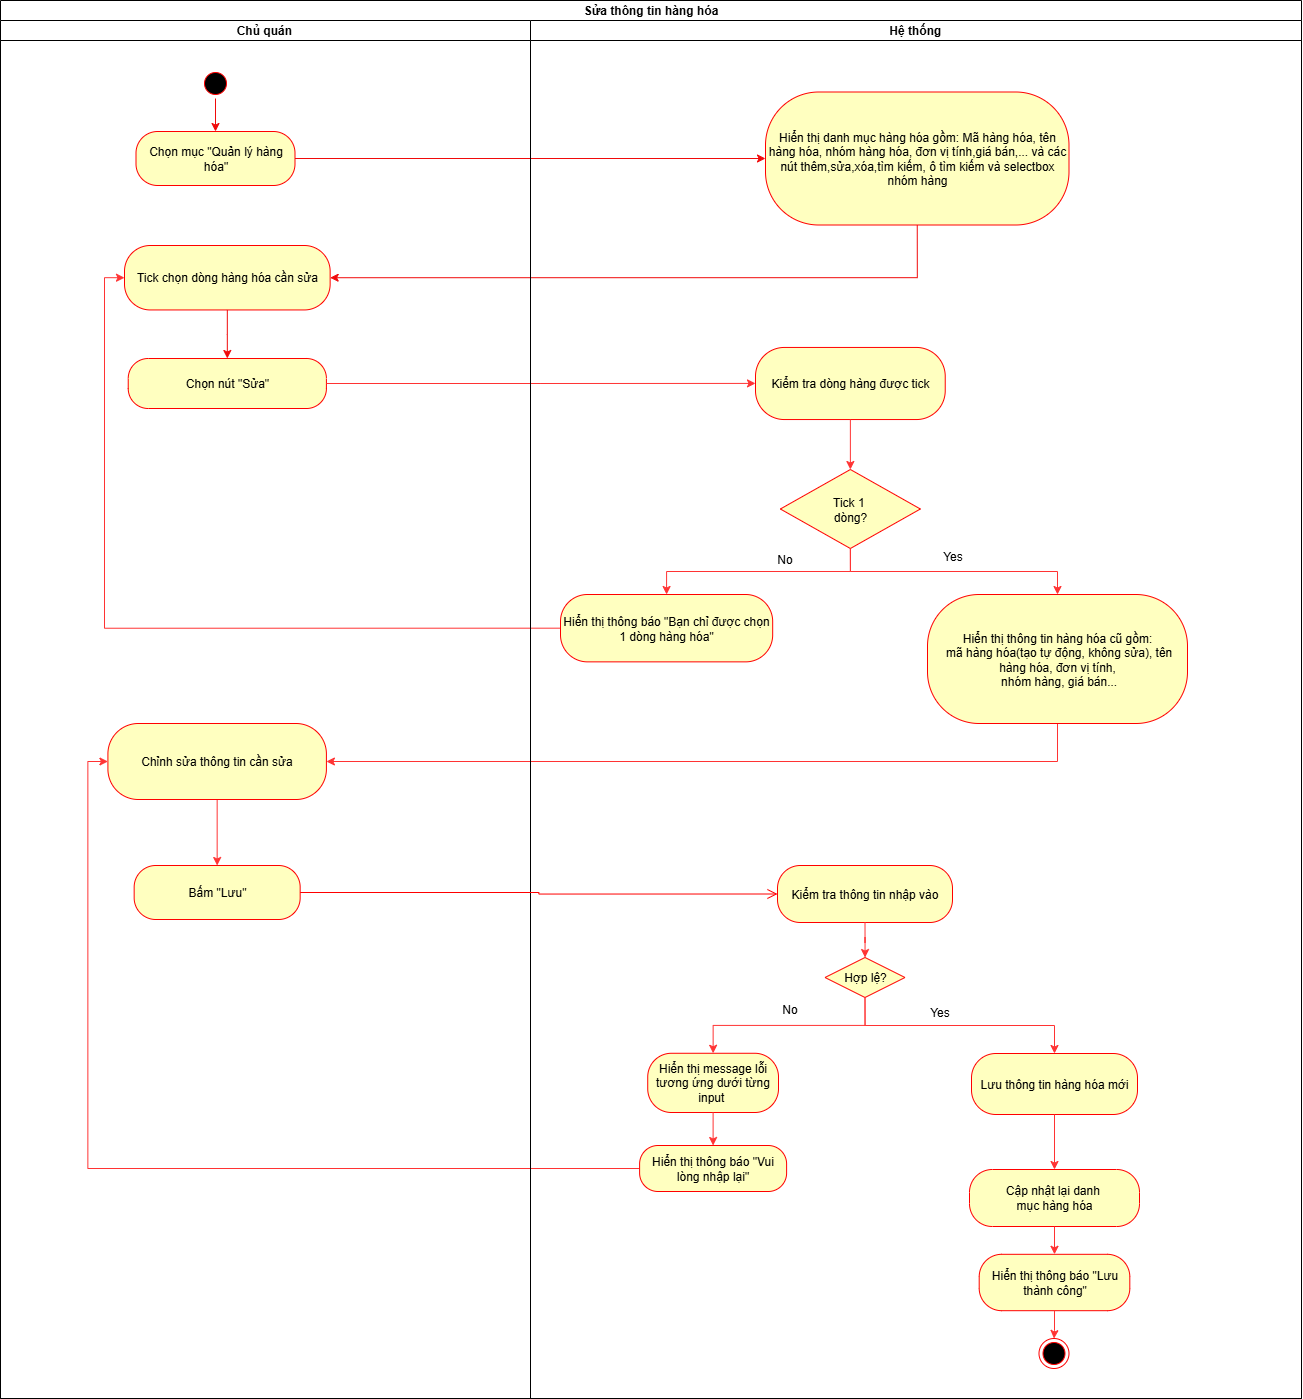 Sửa thông tin hàng hóa
Chủ quán
Hệ thống
Chọn mục "Quản lý hàng
hóa"
Hiển thị danh mục hàng hóa gồm: Mã hàng hóa, tên
hàng hóa, nhóm hàng hóa, đơn vị tính,giá bán,... và các
nút thêm,sửa,xóa,tìm kiếm, ô tìm kiếm và selectbox
nhóm hàng
Tick chọn dòng hàng hóa cần sửa
Chọn nút "Sửa"
Kiểm tra dòng hàng được tick
Tick 1
dòng?
No
Yes
Hiển thị thông báo "Bạn chỉ được chọn
1 dòng hàng hóa"
Hiển thị thông tin hàng hóa cũ gồm:
mã hàng hóa(tạo tự động, không sửa), tên
hàng hóa, đơn vị tính,
nhóm hàng, giá bán...
Chỉnh sửa thông tin cần sửa
Bấm "Lưu"
Kiểm tra thông tin nhập vào
Hợp lệ?
No
Yes
Hiển thị message lỗi
tương ứng dưới từng
input
Lưu thông tin hàng hóa mới
Hiển thị thông báo "Vui
lòng nhập lại"
Cập nhật lại danh
mục hàng hóa
Hiển thị thông báo "Lưu
thành công"